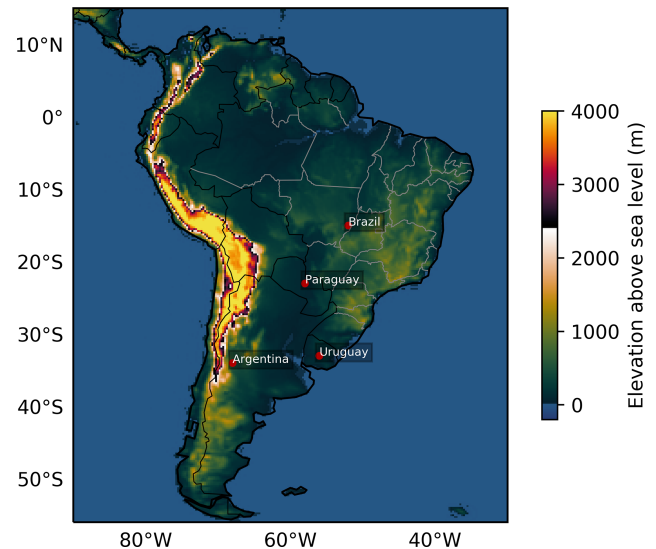 10°N
0°
10°S
20°S
30°S
40°S
50°S
80°W
60°W
40°W
Brazil
Paraguay
Uruguay
Argentina
4000
3000
2000
1000
0
Elevation above sea level (m)